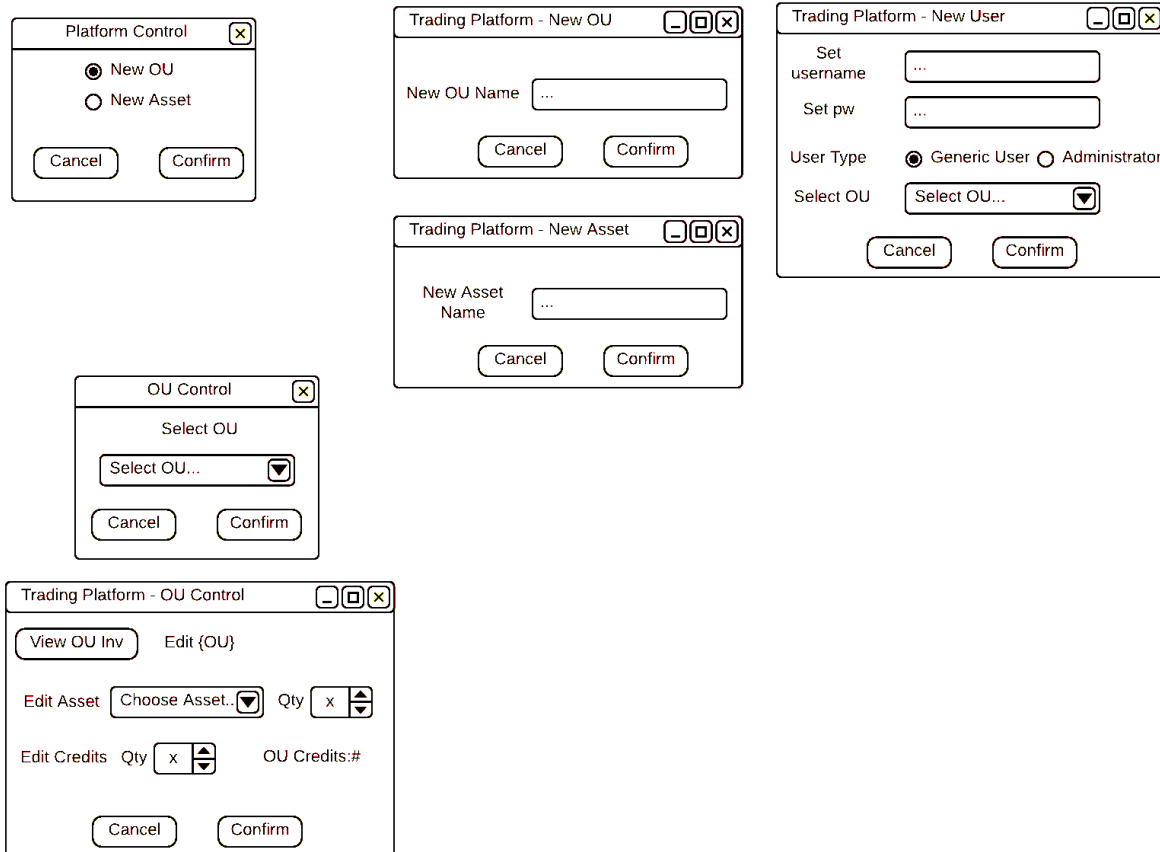 Platform Control
New OU
New Asset
Cancel Confirm
Trading Platform - New OU
New OU Name ...
Cancel Confirm
Trading Platform - New Asset
New Asset
Name
...
Cancel Confirm
Trading Platform - New User
Set
username
...
Set pw ...
User Type Generic User Administrator
Select OU Select OU...
Cancel Confirm
OU Control
Select OU
Select OU...
Cancel Confirm
Trading Platform - OU Control
View OU Inv Edit {OU}
Edit Asset Choose Asset.. Qty x
Edit Credits Qty x OU Credits:#
Cancel Confirm